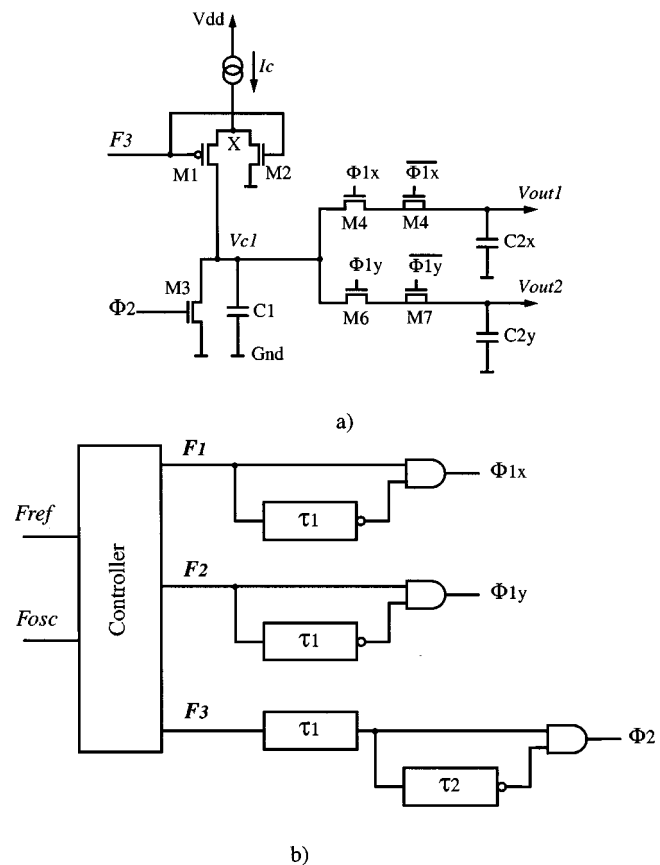 Vdd
Ic
F3
X
M1
M2
Φ1x
Φ1x
Vout1
M4
M4
C2x
Vc1
Φ1y
Φ1y
Vout2
M3
Φ2
C1
M6
M7
C2y
Gnd
a)
F1
Φ1x
τ1
Fref
Controller
F2
Φ1y
Fosc
τ1
F3
τ1
Φ2
τ2
b)